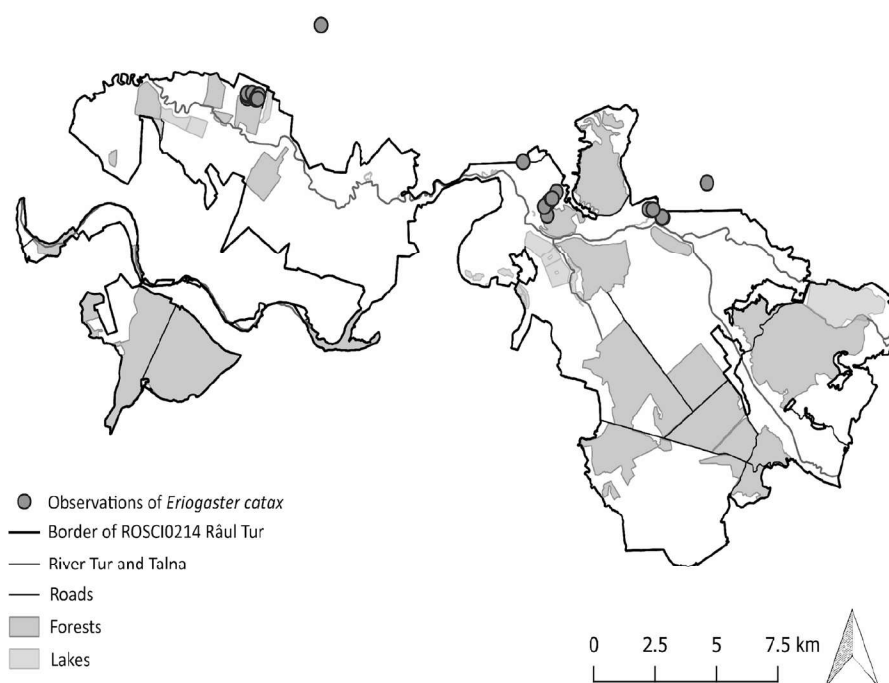 Observations of Eriogaster catax
Border of ROSCI0214 Râul Tur
River Tur and Talna
Roads
Forests
Lakes
0 2.5 5 7.5 km